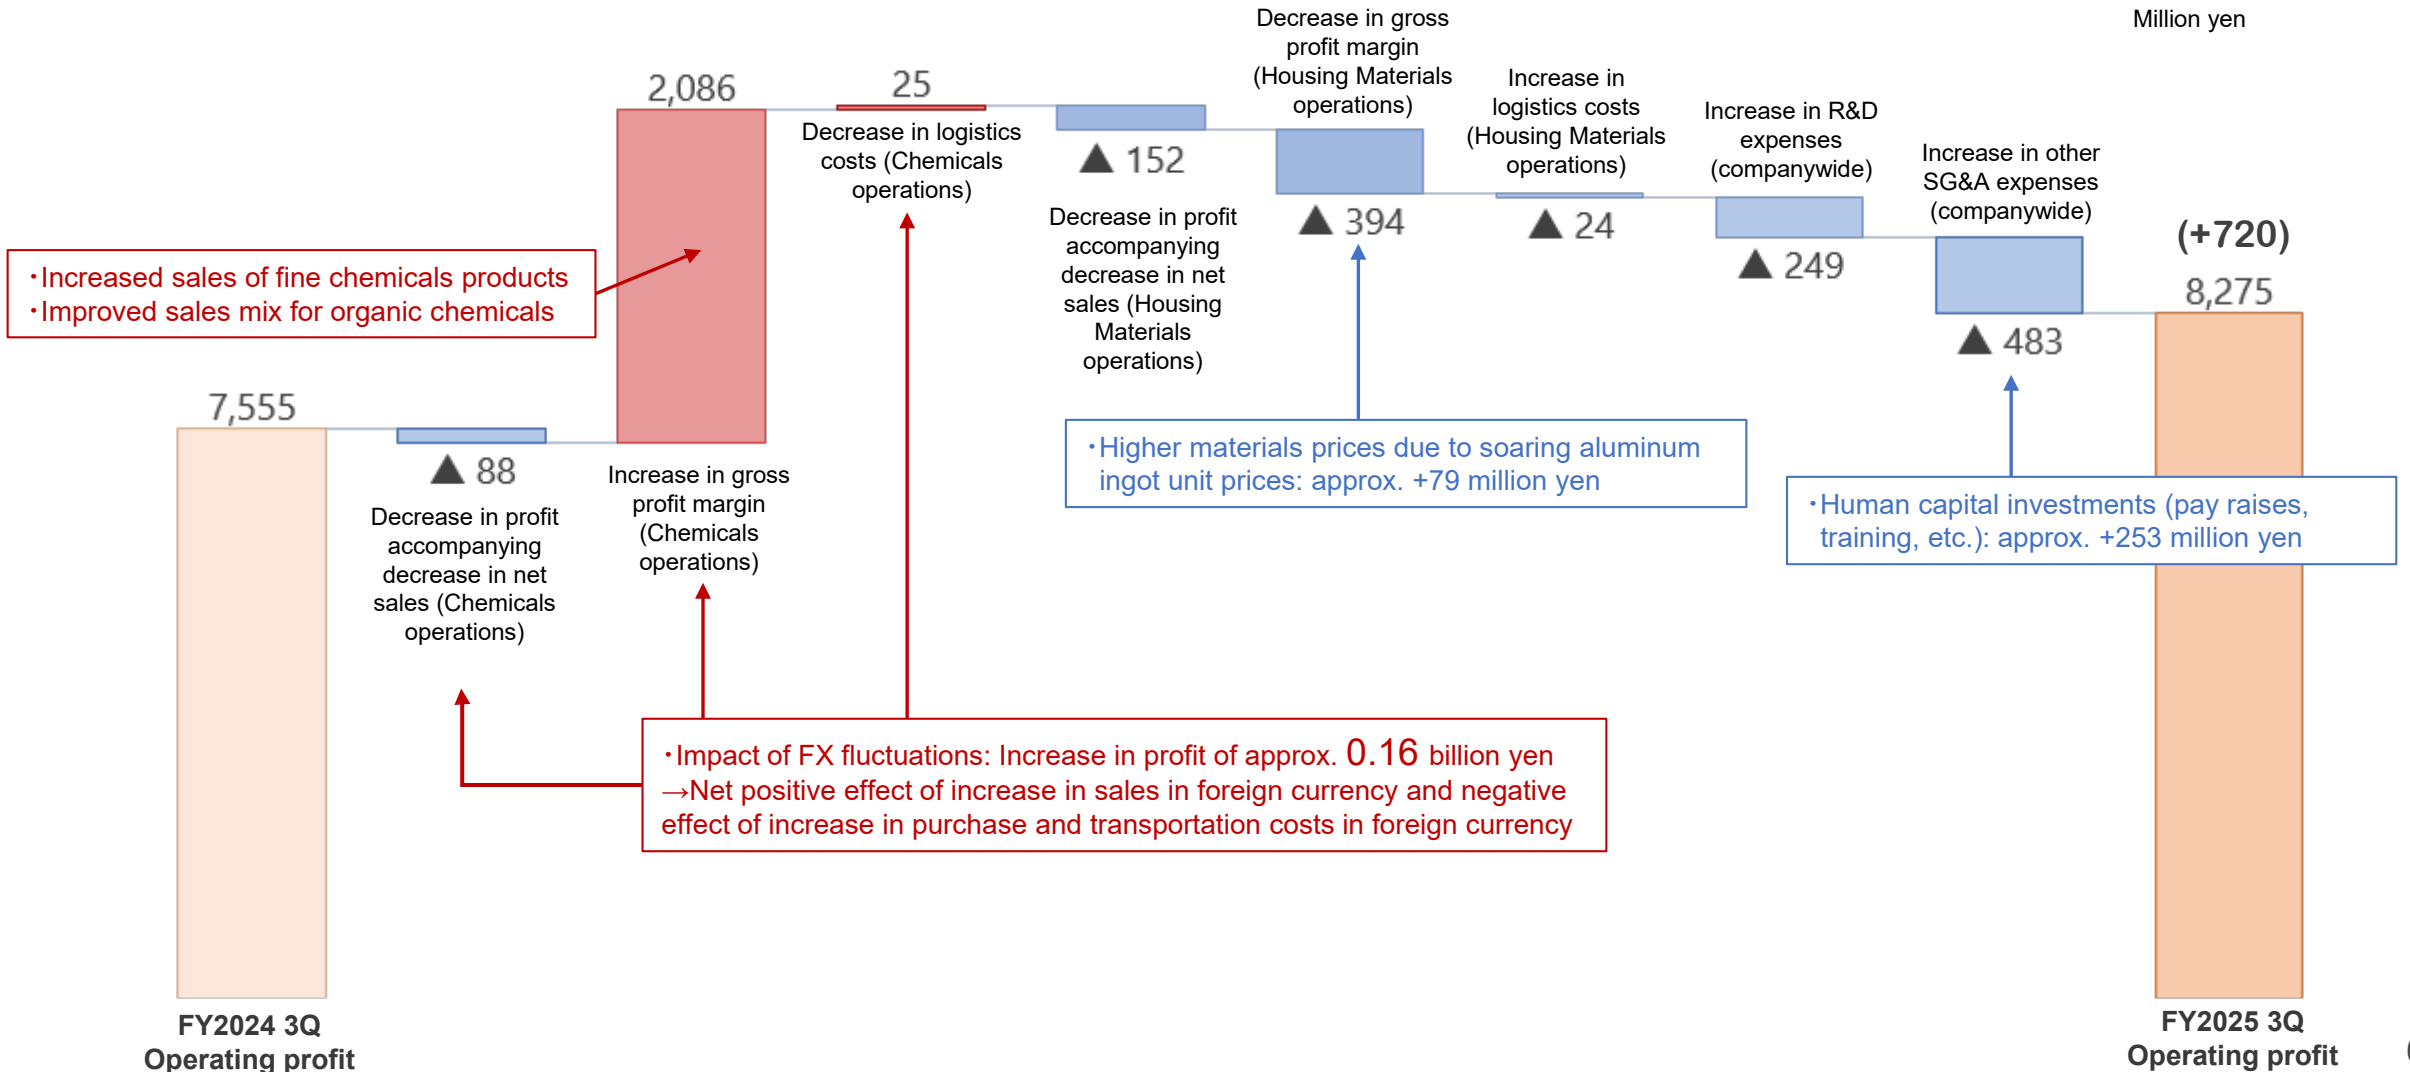 Million yen
7,555
▲ 88
Decrease in profit
accompanying
decrease in net
sales (Chemicals
operations)
2,086
Increase in gross
profit margin
(Chemicals
operations)
25
Decrease in logistics
costs (Chemicals
operations)
▲ 152
Decrease in profit
accompanying
decrease in net
sales (Housing
Materials
operations)
Decrease in gross
profit margin
(Housing Materials
operations)
▲ 394
Increase in
logistics costs
(Housing Materials
operations)
▲ 24
Increase in R&D
expenses
(companywide)
▲ 249
Increase in other
SG&A expenses
(companywide)
▲ 483
(+720)
8,275
・Increased sales of fine chemicals products
・Improved sales mix for organic chemicals
・Higher materials prices due to soaring aluminum
ingot unit prices: approx. +79 million yen
・Human capital investments (pay raises,
training, etc.): approx. +253 million yen
・Impact of FX fluctuations: Increase in profit of approx. 0.16 billion yen
→Net positive effect of increase in sales in foreign currency and negative
effect of increase in purchase and transportation costs in foreign currency
FY2024 3Q
Operating profit
FY2025 3Q
Operating profit